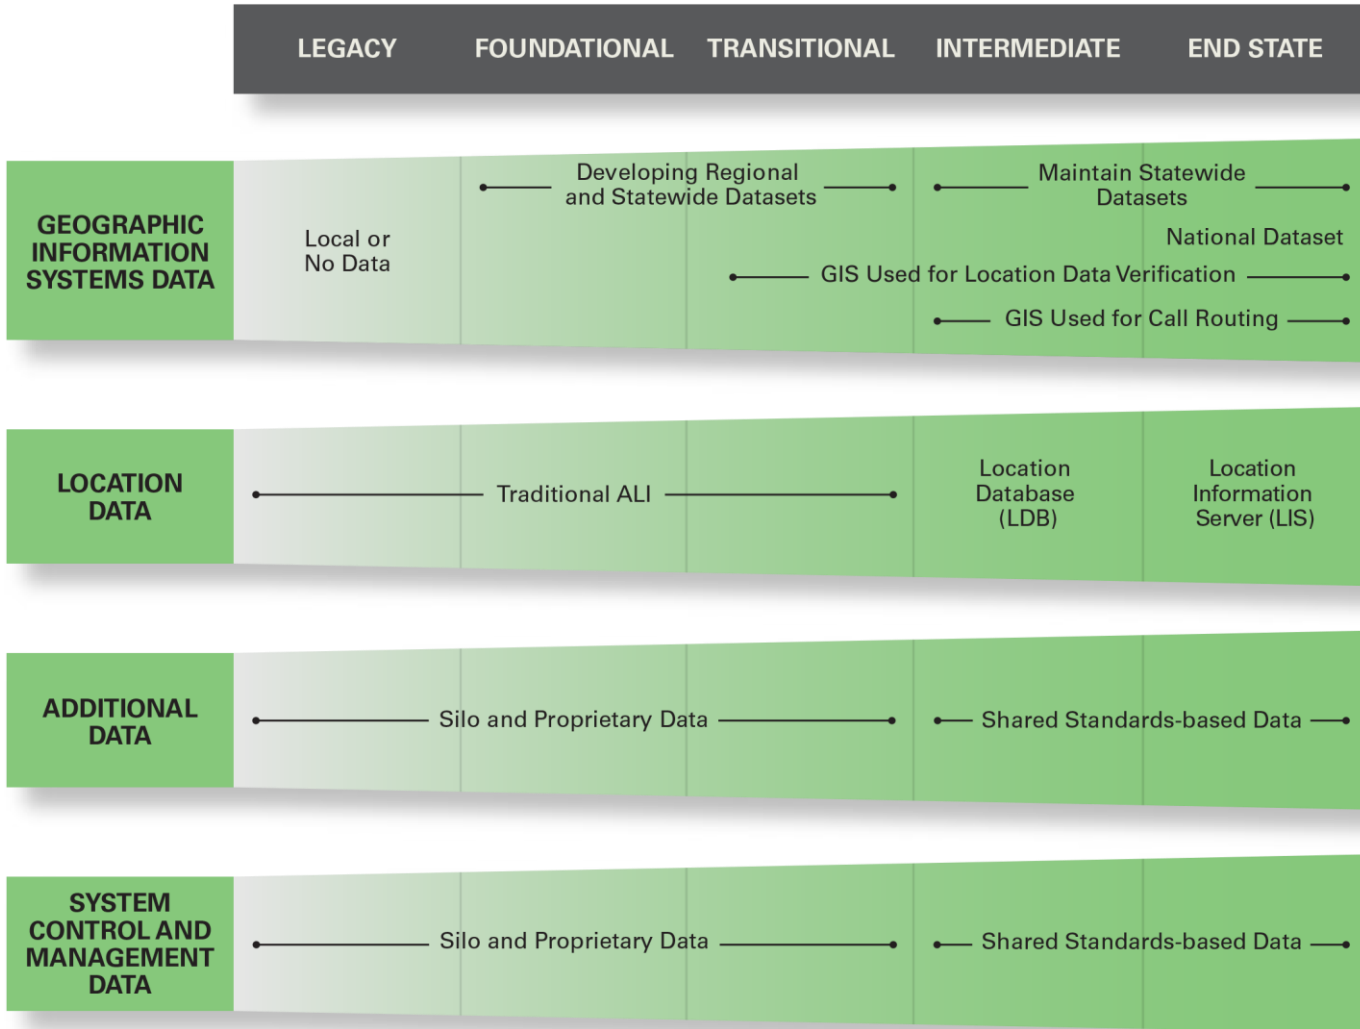 LEGACY FOUNDATIONAL TRANSITIONAL INTERMEDIATE END STATE
GEOGRAPHIC
INFORMATION
SYSTEMS DATA
Local or
No Data
Developing Regional
and Statewide Datasets
Maintain Statewide
Datasets
National Dataset
GIS Used for Location Data Verification
GIS Used for Call Routing
LOCATION
DATA
Traditional ALI
Location
Database
(LDB)
Location
Information
Server (LIS)
ADDITIONAL
DATA
Silo and Proprietary Data
Shared Standards-based Data
SYSTEM
CONTROL AND
MANAGEMENT
DATA
Silo and Proprietary Data
Shared Standards-based Data